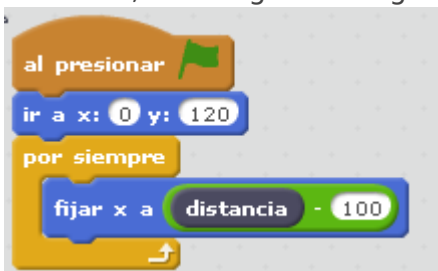 al presionar
ir a x: 0 y: 120
por siempre
fijar x a distancia - 100